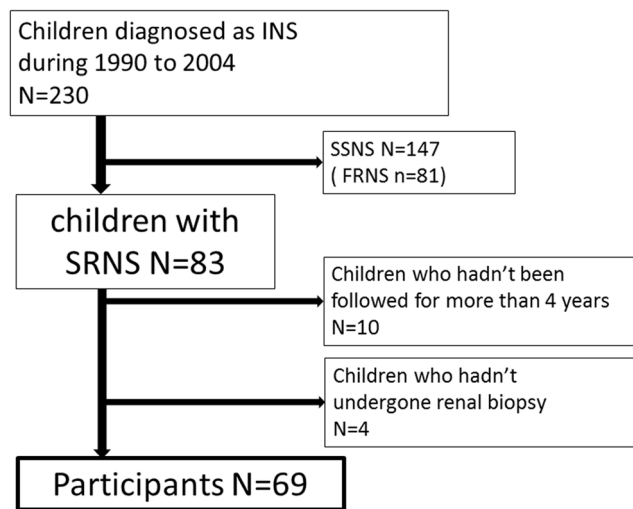 Children diagnosed as INS
during 1990 to 2004
N=230
SSNS N=147
( FRNS n=81)
children with
SRNS N=83
Children who hadn’t been
followed for more than 4 years
N=10
Children who hadn’t
undergone renal biopsy
N=4
Participants N=69